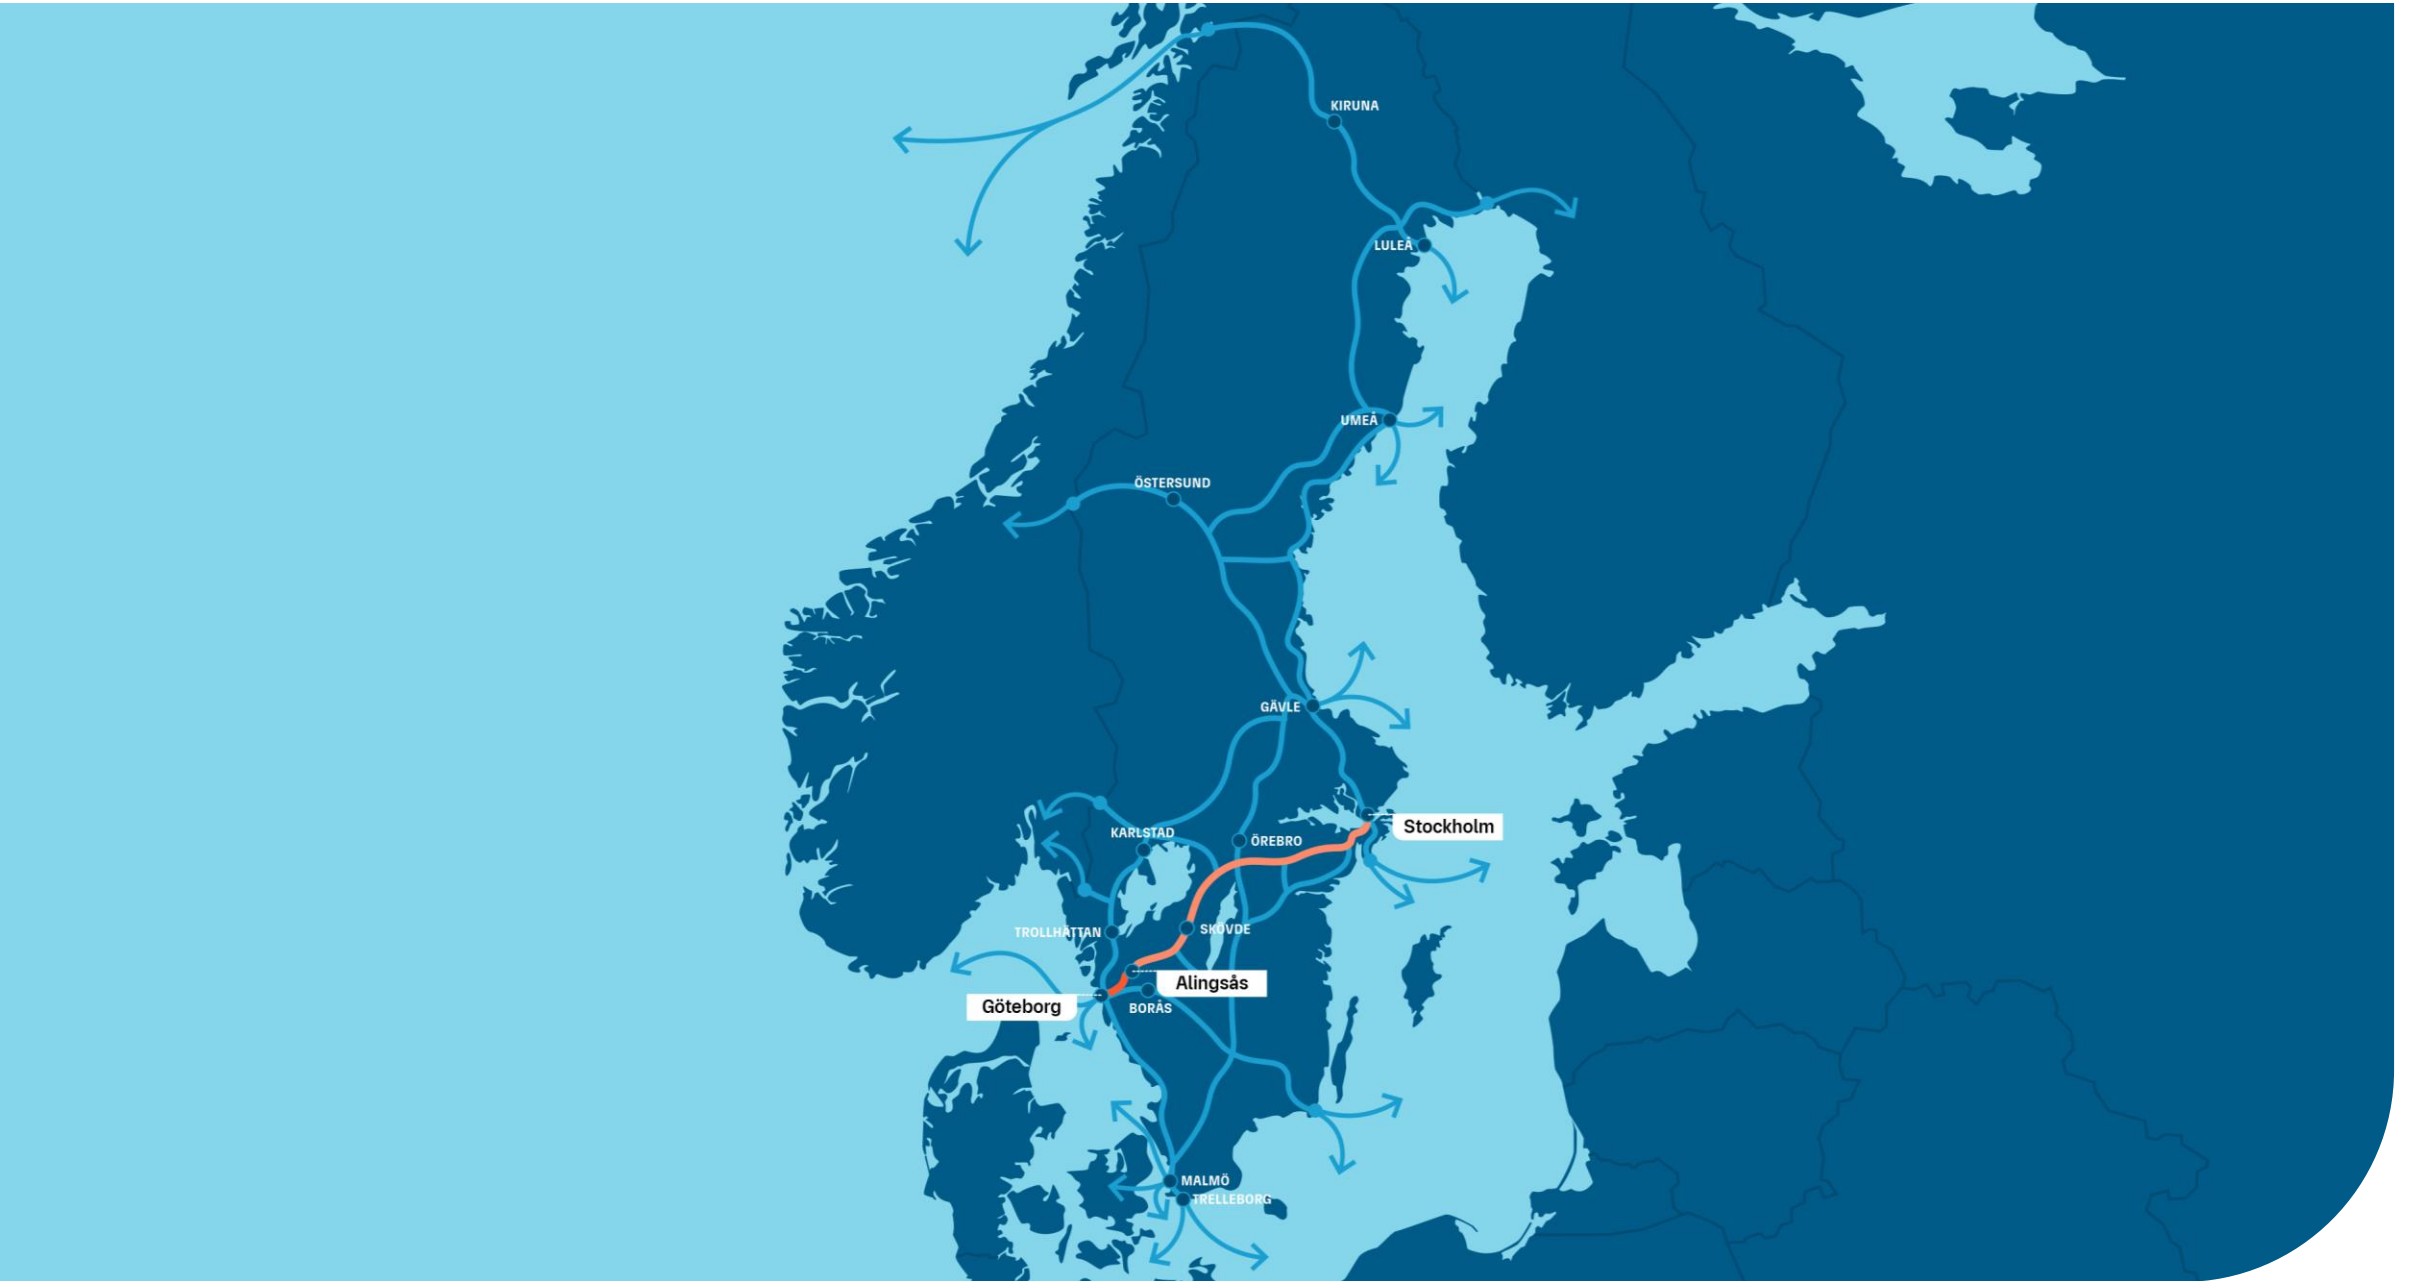 KIRUNA
LULEÅ
UMEÅ
ÖSTERSUND
GÄVLE
Stockholm
KARLSTAD
ÖREBRO
TROLLHÄTTAN
SKÖVDE
Alingsås
Göteborg
BORÅS
MALMÖ
TRELLEBORG